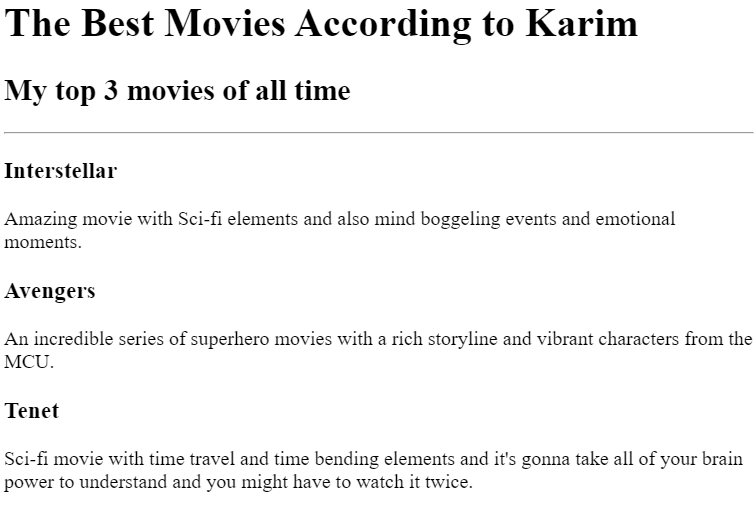 The Best Movies According to Karim
My top 3 movies of all time
Interstellar
Amazing movie with Sci-fi elements and also mind boggeling events and emotional
moments.
Avengers
An incredible series of superhero movies with a rich storyline and vibrant characters from the
MCU.
Tenet
Sci-fi movie with time travel and time bending elements and it's gonna take all of your brain
power to understand and you might have to watch it twice.